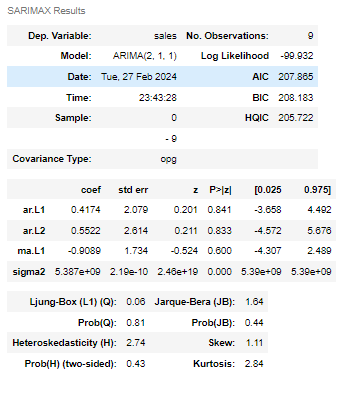 SARIMAX Results
Dep. Variable: sales No. Observations: 9
Model: ARIMA(2, 1, 1) Log Likelihood -99.932
Date: Tue, 27 Feb 2024 AIC 207.865
Time: 23:43:28 BIC 208.183
Sample: 0 HQIC 205.722
- 9
Covariance Type: opg
coef std err z P>|z| [0.025 0.975]
ar.L1 0.4174 2.079 0.201 0.841 -3.658 4.492
ar.L2 0.5522 2.614 0.211 0.833 -4.572 5.676
ma.L1 -0.9089 1.734 -0.524 0.600 -4.307 2.489
sigma2 5.387e+09 2.19e-10 2.46e+19 0.000 5.39e+09 5.39e+09
Ljung-Box (L1) (Q): 0.06 Jarque-Bera (JB): 1.64
Prob(Q): 0.81 Prob(JB): 0.44
Heteroskedasticity (H): 2.74 Skew: 1.11
Prob(H) (two-sided): 0.43 Kurtosis: 2.84